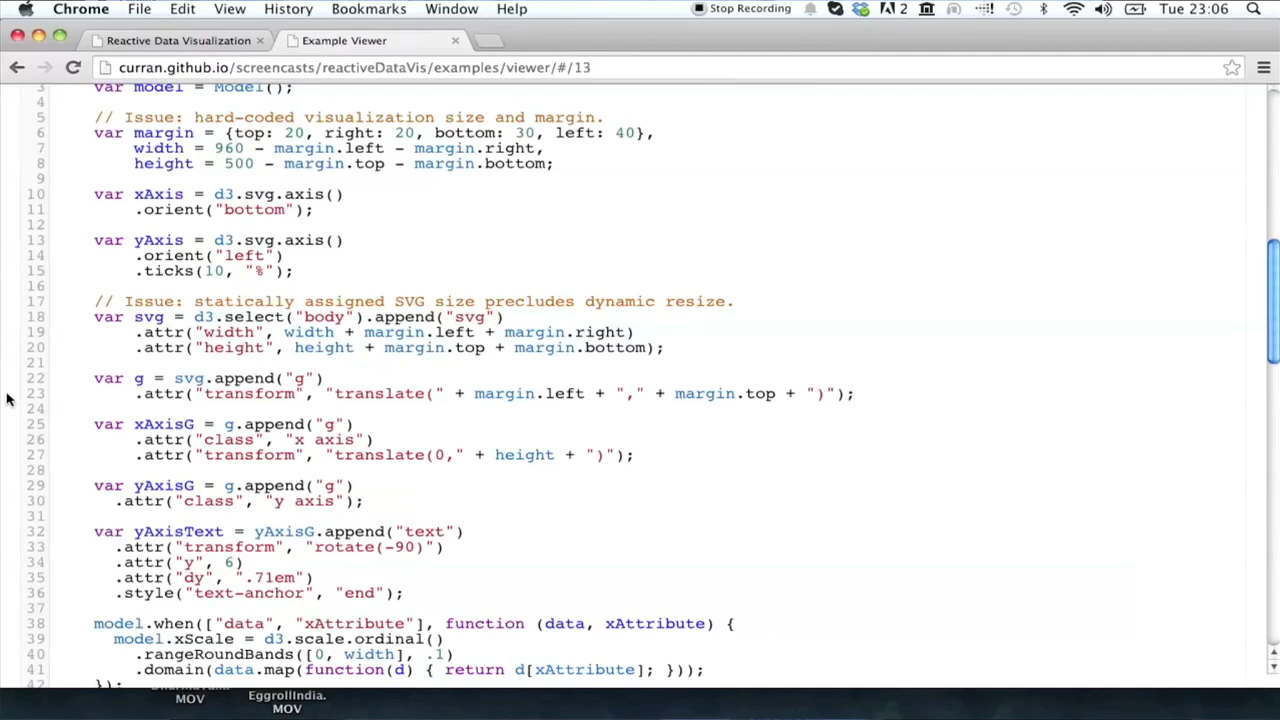 Chrome File Edit View History Bookmarks Window Help Stop Recording 2 Tue 23:06
Reactive Data Visualization Example Viewer
curran.github.io/screencasts/reactiveDataVis/examples/viewer/#/13
3 var model = Model();
4
5 // Issue: hard-coded visualization size and margin.
6 var margin = {top: 20, right: 20, bottom: 30, left: 40},
7 width = 960 - margin.left - margin.right,
8 height = 500 - margin.top - margin.bottom;
9
10 var xAxis = d3.svg.axis()
11 .orient("bottom");
12
13 var yAxis = d3.svg.axis()
14 .orient("left")
15 .ticks(10, "%");
16
17 // Issue: statically assigned SVG size precludes dynamic resize.
18 var svg = d3.select("body").append("svg")
19 .attr("width", width + margin.left + margin.right)
20 .attr("height", height + margin.top + margin.bottom);
21
22 var g = svg.append("g")
23 .attr("transform", "translate(" + margin.left + "," + margin.top + ")");
24
25 var xAxisG = g.append("g")
26 .attr("class", "x axis")
27 .attr("transform", "translate(0," + height + ")");
28
29 var yAxisG = g.append("g")
30 .attr("class", "y axis");
31
32 var yAxisText = yAxisG.append("text")
33 .attr("transform", "rotate(-90)")
34 .attr("y", 6)
35 .attr("dy", ".71em")
36 .style("text-anchor", "end");
37
38 model.when(["data", "xAttribute"], function (data, xAttribute) {
39 model.xScale = d3.scale.ordinal()
40 .rangeRoundBands([0, width], .1)
41 .domain(data.map(function(d) { return d[xAttribute]; }));
42 });
MOV
EggrollIndia.
MOV